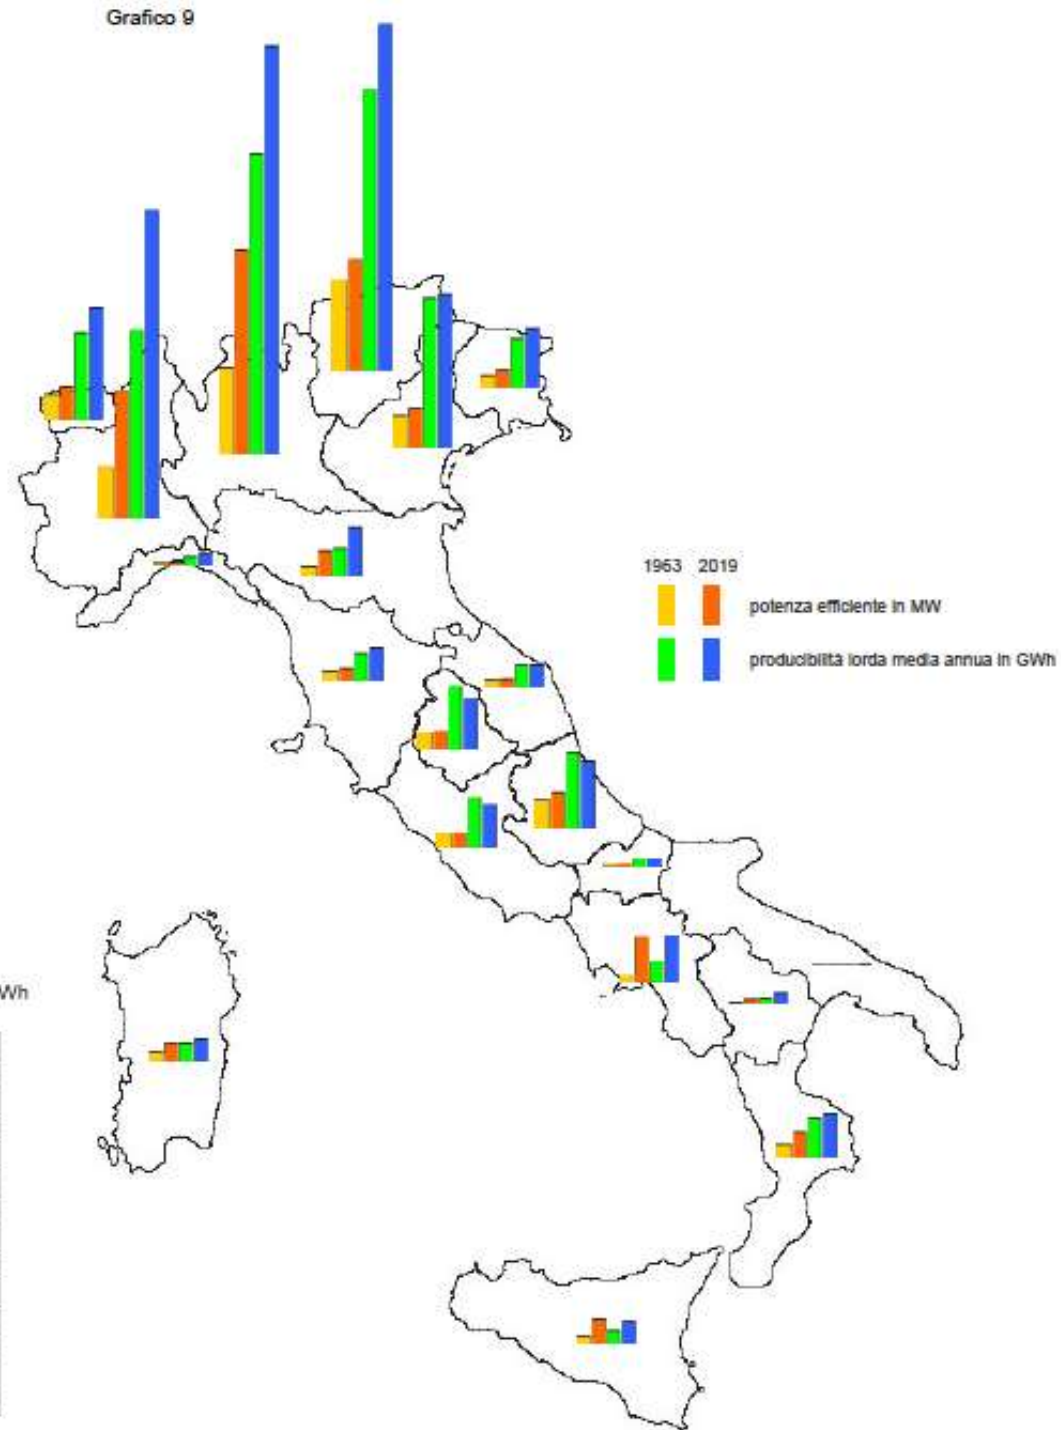 Grafico 9
1963 2019
potenza efficiente in MW
producibilità lorda media annua in GWh
Wh